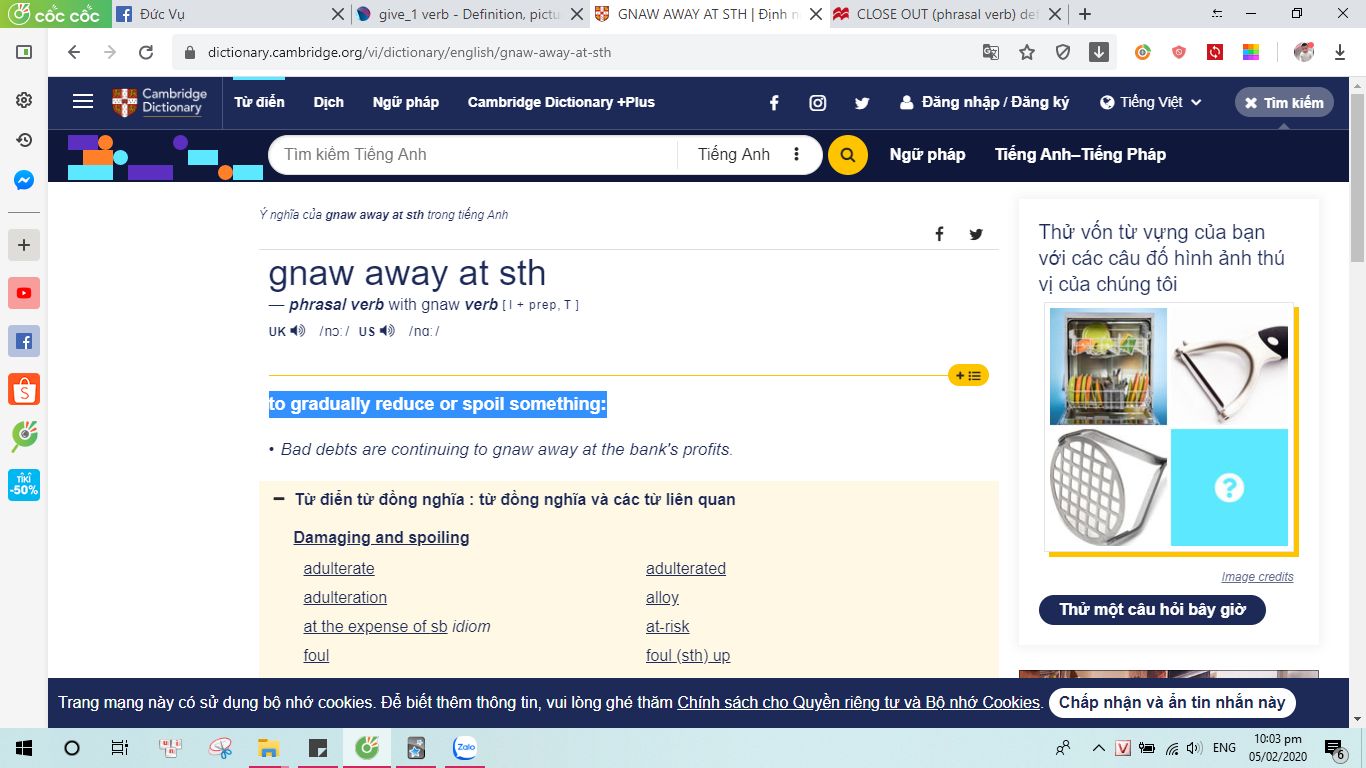 CỐC CỐC
Đức Vụ
give_1 verb - Definition, pictu
GNAW AWAY AT STH | Định n
CLOSE OUT (phrasal verb) def
dictionary.cambridge.org/vi/dictionary/english/gnaw-away-at-sth
Cambridge
Dictionary
Từ điển
Dịch
Ngữ pháp
Cambridge Dictionary +Plus
Đăng nhập / Đăng ký
Tiếng Việt
Tìm kiếm
Tìm kiếm Tiếng Anh
Tiếng Anh
Ngữ pháp
Tiếng Anh–Tiếng Pháp
Ý nghĩa của gnaw away at sth trong tiếng Anh
gnaw away at sth
— phrasal verb with gnaw verb [ I + prep, T ]
UK /nɔː/ US /nɑː/
to gradually reduce or spoil something:
• Bad debts are continuing to gnaw away at the bank's profits.
Từ điển từ đồng nghĩa : từ đồng nghĩa và các từ liên quan
Damaging and spoiling
adulterate
adulterated
adulteration
alloy
at the expense of sb idiom
at-risk
foul
foul (sth) up
Thử vốn từ vựng của bạn
với các câu đố hình ảnh thú
vị của chúng tôi
Image credits
Thử một câu hỏi bây giờ
TIKI
-50%
Trang mạng này có sử dụng bộ nhớ cookies. Để biết thêm thông tin, vui lòng ghé thăm Chính sách cho Quyền riêng tư và Bộ nhớ Cookies.
Chấp nhận và ẩn tin nhắn này
Zalo
V
ENG
10:03 pm
05/02/2020
6